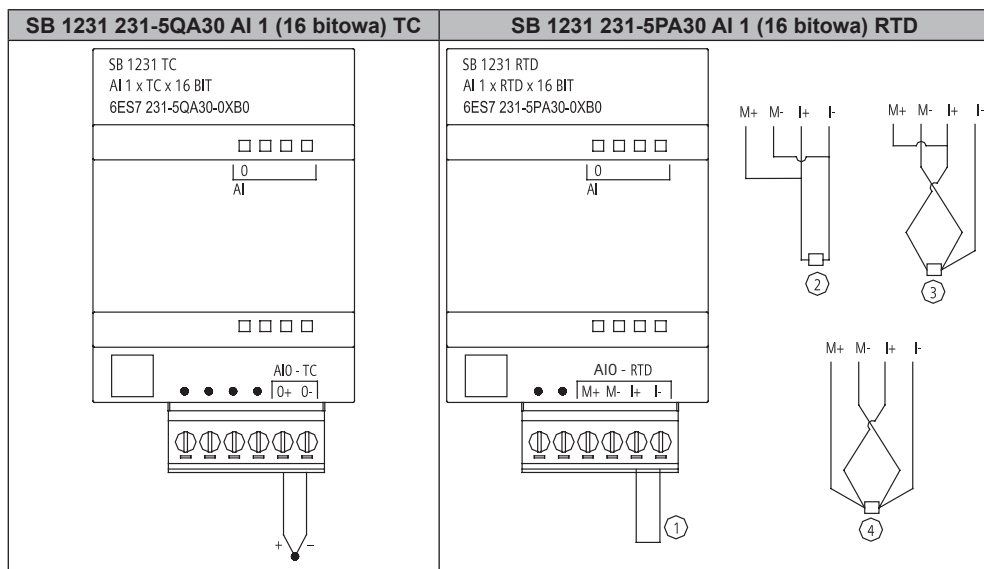 SB 1231 231-5QA30 AI 1 (16 bitowa) TC
SB 1231 231-5PA30 AI 1 (16 bitowa) RTD
SB 1231 TC
AI 1 x TC x 16 BIT
6ES7 231-5QA30-0XB0
0
AI
AI0 - TC
0+ 0-
+ –
SB 1231 RTD
AI 1 x RTD x 16 BIT
6ES7 231-5PA30-0XB0
0
AI
AI0 - RTD
M+ M- I+ I-
1
M+ M- I+ I-
2
M+ M- I+ I-
3
M+ M- I+ I-
4